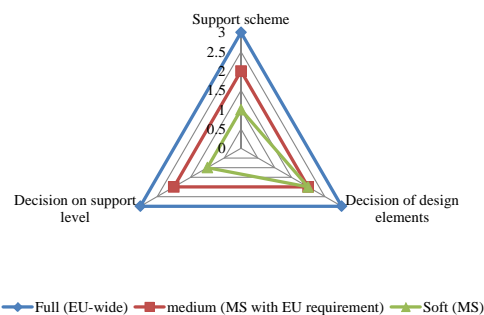 Support scheme
3
2.5
2
1.5
1
0.5
0
Decision on support
level
Decision of design
elements
Full (EU-wide) medium (MS with EU requirement) Soft (MS)